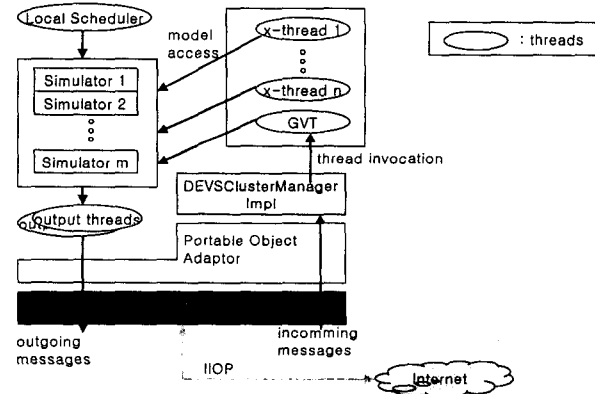 Local Scheduler
model
access
x-thread 1
: threads
Simulator 1
Simulator 2
x-thread n
GVT
Simulator m
thread invocation
DEVSClusterManager
Impl
output threads
Portable Object
Adaptor
outgoing
messages
incomming
messages
IIOP
Internet